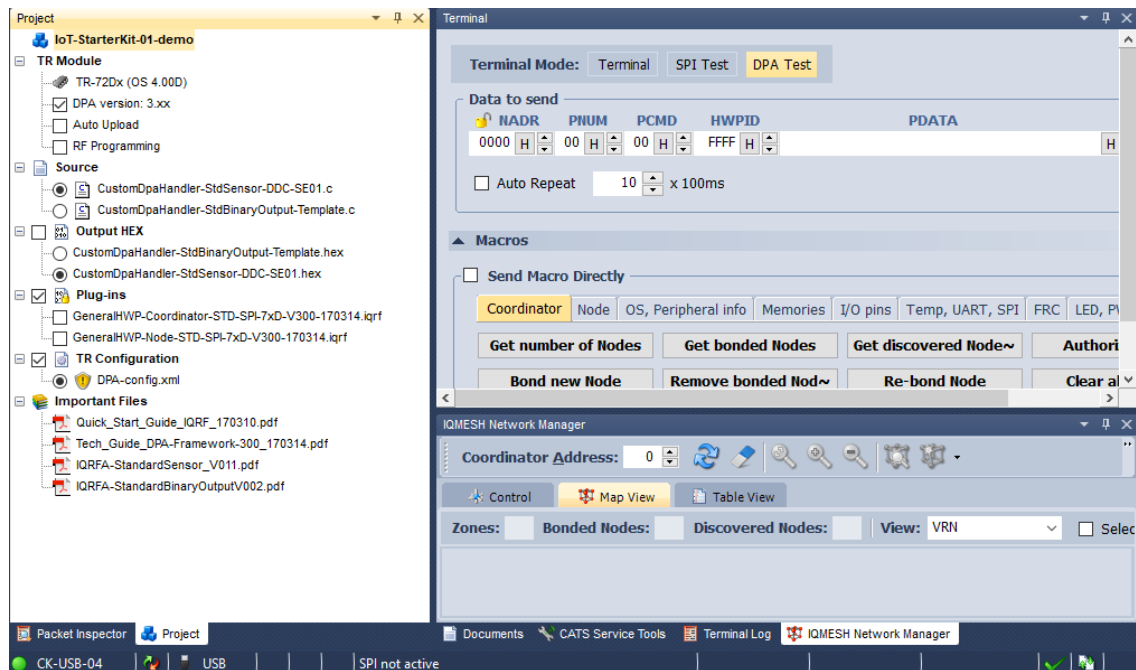 Project
IoT-StarterKit-01-demo
TR Module
TR-72Dx (OS 4.00D)
DPA version: 3.xx
Auto Upload
RF Programming
Source
CustomDpaHandler-StdSensor-DDC-SE01.c
CustomDpaHandler-StdBinaryOutput-Template.c
Output HEX
CustomDpaHandler-StdBinaryOutput-Template.hex
CustomDpaHandler-StdSensor-DDC-SE01.hex
Plug-ins
GeneralHWP-Coordinator-STD-SPI-7xD-V300-170314.iqrf
GeneralHWP-Node-STD-SPI-7xD-V300-170314.iqrf
TR Configuration
DPA-config.xml
Important Files
Quick_Start_Guide_IQRF_170310.pdf
Tech_Guide_DPA-Framework-300_170314.pdf
IQRFA-StandardSensor_V011.pdf
IQRFA-StandardBinaryOutputV002.pdf
Packet Inspector Project
Terminal
Terminal Mode: Terminal SPI Test DPA Test
Data to send
NADR PNUM PCMD HWPID PDATA
0000 H 00 H 00 H FFFF H H
Auto Repeat 10 x 100ms
Macros
Send Macro Directly
Coordinator Node OS, Peripheral info Memories I/O pins Temp, UART, SPI FRC LED, P
Get number of Nodes Get bonded Nodes Get discovered Node~ Authori
Bond new Node Remove bonded Nod~ Re-bond Node Clear al
IQMESH Network Manager
Coordinator Address: 0
Control Map View Table View
Zones: Bonded Nodes: Discovered Nodes: View: VRN Selec
Documents CATS Service Tools Terminal Log IQMESH Network Manager
CK-USB-04 USB SPI not active